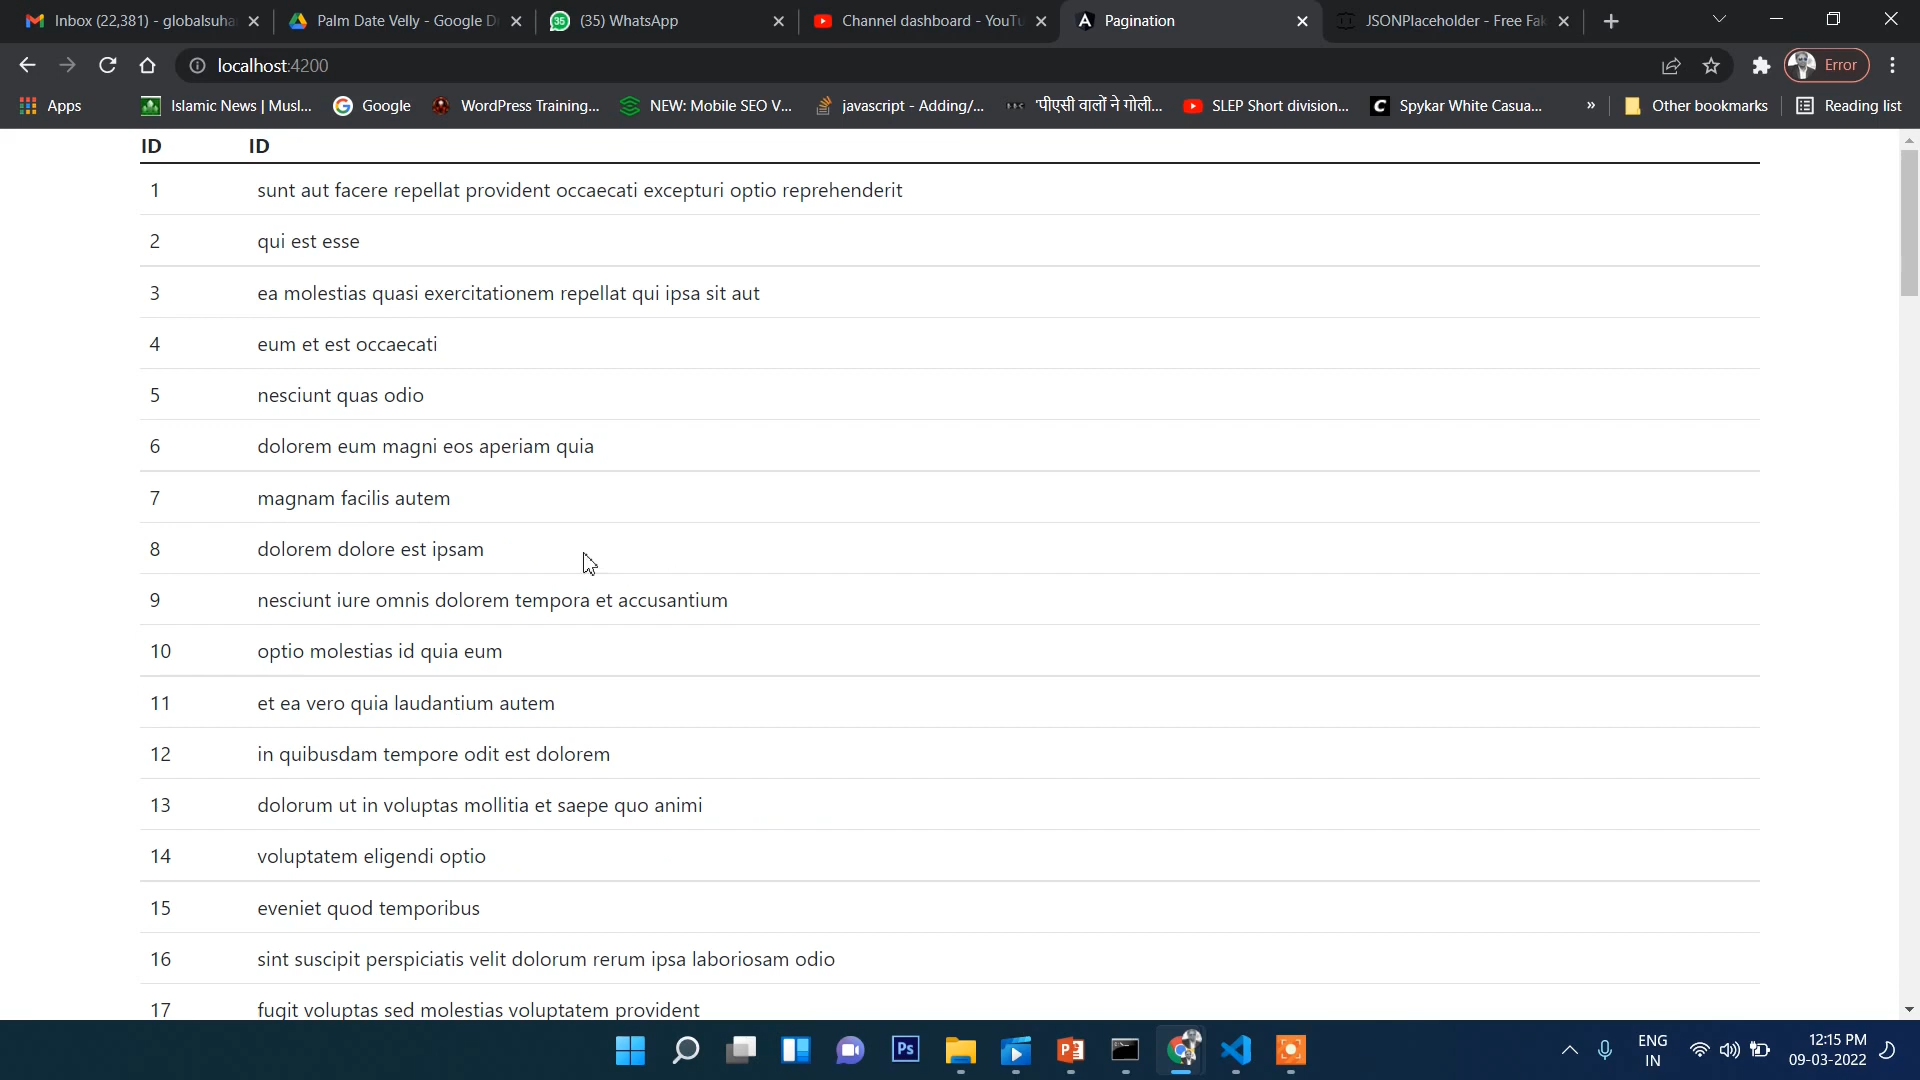 Inbox (22,381) - globalsuha
Palm Date Velly - Google Dr
35 (35) WhatsApp
Channel dashboard - YouTu
Pagination
JSONPlaceholder - Free Fak
localhost:4200
Error
Apps
Islamic News | Musl...
Google
WordPress Training...
NEW: Mobile SEO V...
javascript - Adding/...
BBC 'पीएसी वालों ने गोली...
SLEP Short division...
C Spykar White Casua...
»
Other bookmarks
Reading list
ID ID
1 sunt aut facere repellat provident occaecati excepturi optio reprehenderit
2 qui est esse
3 ea molestias quasi exercitationem repellat qui ipsa sit aut
4 eum et est occaecati
5 nesciunt quas odio
6 dolorem eum magni eos aperiam quia
7 magnam facilis autem
8 dolorem dolore est ipsam
9 nesciunt iure omnis dolorem tempora et accusantium
10 optio molestias id quia eum
11 et ea vero quia laudantium autem
12 in quibusdam tempore odit est dolorem
13 dolorum ut in voluptas mollitia et saepe quo animi
14 voluptatem eligendi optio
15 eveniet quod temporibus
16 sint suscipit perspiciatis velit dolorum rerum ipsa laboriosam odio
17 fugit voluptas sed molestias voluptatem provident
Ps
ENG
IN
12:15 PM
09-03-2022